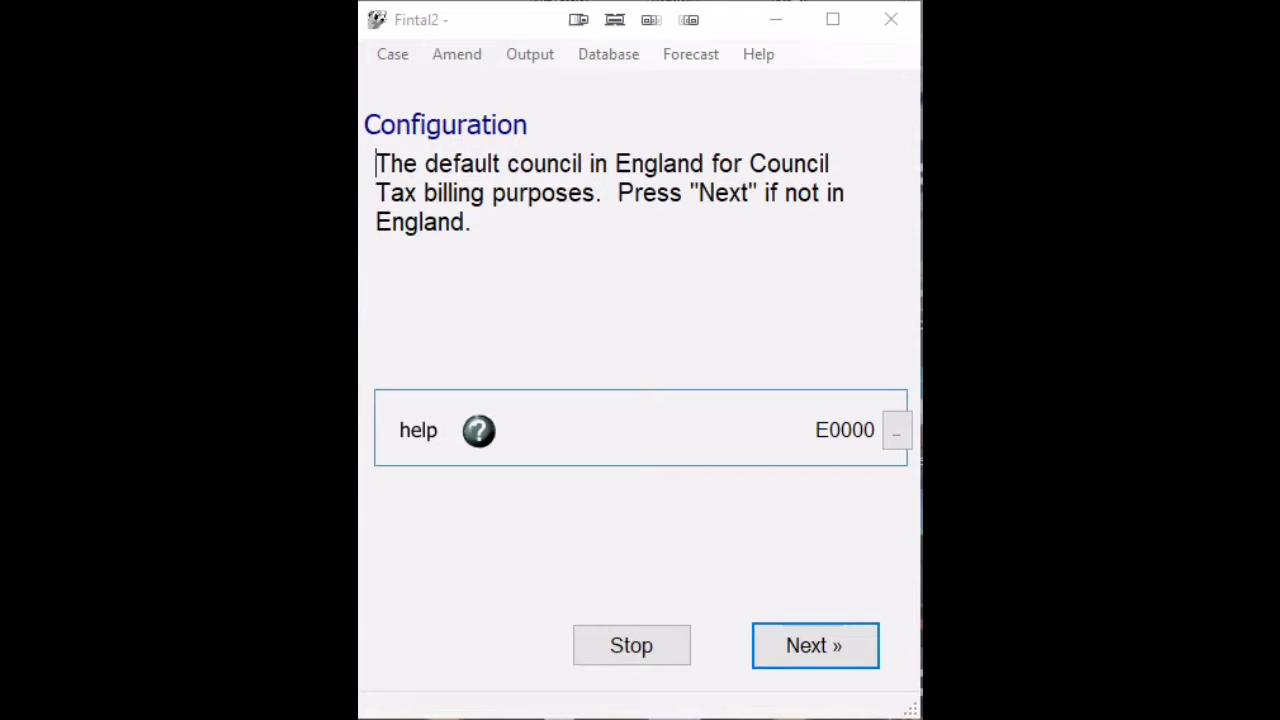 Fintal2 -
Case Amend Output Database Forecast Help
Configuration
The default council in England for Council
Tax billing purposes.  Press "Next" if not in
England.
help ? E0000 ...
Stop Next »